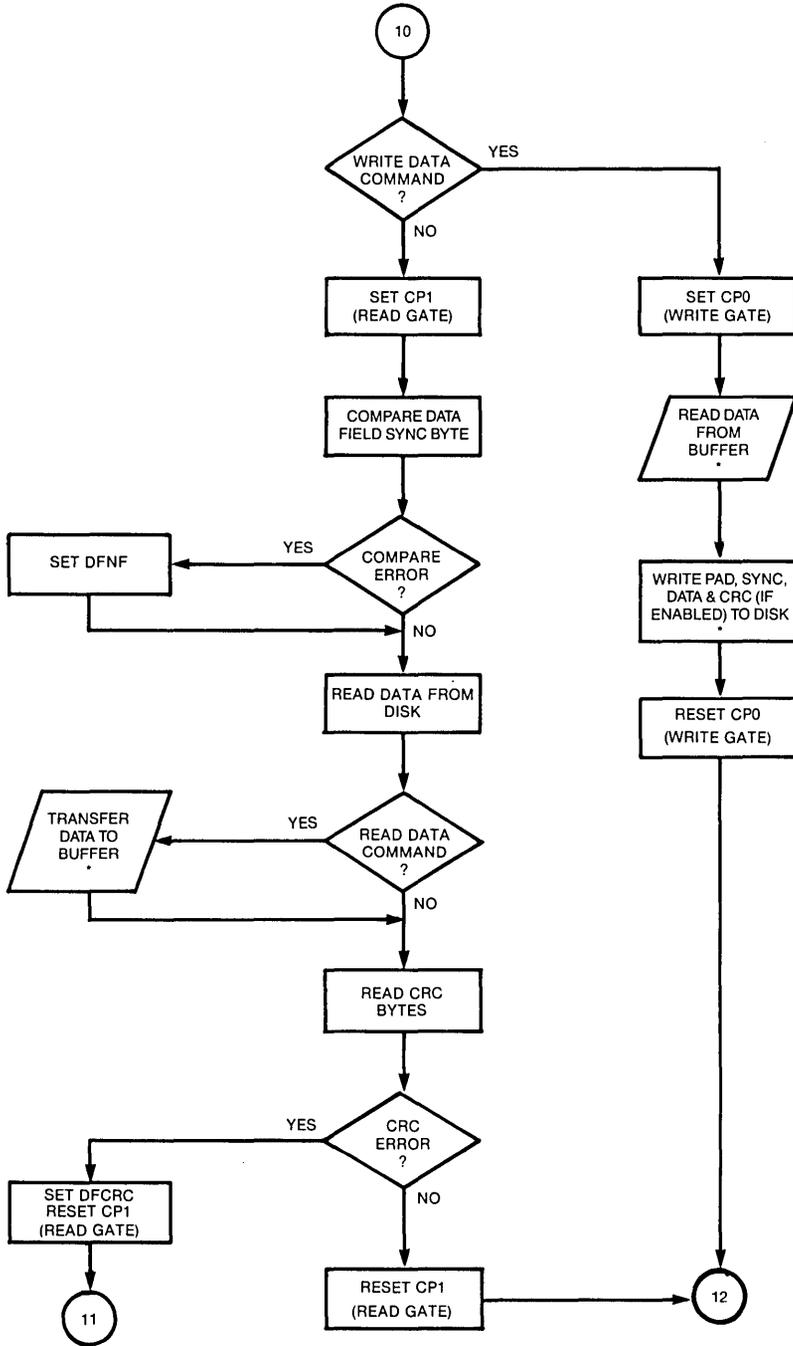 10
WRITE DATA
COMMAND
?
YES
NO
SET CP1
(READ GATE)
SET CP0
(WRITE GATE)
COMPARE DATA
FIELD SYNC BYTE
READ DATA
FROM
BUFFER
*
COMPARE
ERROR
?
YES
NO
SET DFNF
WRITE PAD, SYNC,
DATA & CRC (IF
ENABLED) TO DISK
*
READ DATA FROM
DISK
RESET CP0
(WRITE GATE)
READ DATA
COMMAND
?
YES
NO
TRANSFER
DATA TO
BUFFER
*
READ CRC
BYTES
CRC
ERROR
?
YES
NO
SET DFCRC
RESET CP1
(READ GATE)
RESET CP1
(READ GATE)
11
12